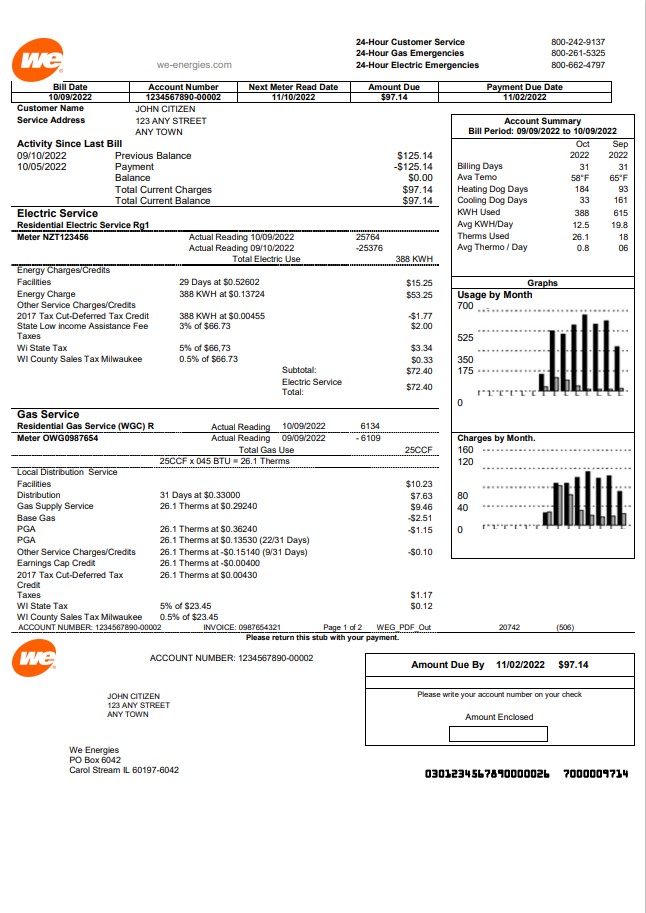 we®
we-energies.com
24-Hour Customer Service 800-242-9137
24-Hour Gas Emergencies 800-261-5325
24-Hour Electric Emergencies 800-662-4797
Bill Date Account Number Next Meter Read Date Amount Due Payment Due Date
10/09/2022 1234567890-00002 11/10/2022 $97.14 11/02/2022
Customer Name JOHN CITIZEN
Service Address 123 ANY STREET
ANY TOWN
Activity Since Last Bill
09/10/2022 Previous Balance $125.14
10/05/2022 Payment -$125.14
Balance $0.00
Total Current Charges $97.14
Total Current Balance $97.14
Electric Service
Residential Electric Service Rg1
Meter NZT123456 Actual Reading 10/09/2022 25764
Actual Reading 09/10/2022 -25376
Total Electric Use 388 KWH
Energy Charges/Credits
Facilities 29 Days at $0.52602 $15.25
Energy Charge 388 KWH at $0.13724 $53.25
Other Service Charges/Credits
2017 Tax Cut-Deferred Tax Credit 388 KWH at $0.00455 -$1.77
State Low income Assistance Fee 3% of $66.73 $2.00
Taxes
Wi State Tax 5% of $66,73 $3.34
WI County Sales Tax Milwaukee 0.5% of $66.73 $0.33
Subtotal: $72.40
Electric Service
Total: $72.40
Gas Service
Residential Gas Service (WGC) R Actual Reading 10/09/2022 6134
Meter OWG0987654 Actual Reading 09/09/2022 - 6109
Total Gas Use 25CCF
25CCF x 045 BTU = 26.1 Therms
Local Distribution Service
Facilities $10.23
Distribution 31 Days at $0.33000 $7.63
Gas Supply Service 26.1 Therms at $0.29240 $9.46
Base Gas -$2.51
PGA 26.1 Therms at $0.36240 -$1.15
PGA 26.1 Therms at $0.13530 (22/31 Days)
Other Service Charges/Credits 26.1 Therms at -$0.15140 (9/31 Days) -$0.10
Earnings Cap Credit 26.1 Therms at -$0.00400
2017 Tax Cut-Deferred Tax 26.1 Therms at $0.00430
Credit
Taxes $1.17
WI State Tax 5% of $23.45 $0.12
WI County Sales Tax Milwaukee 0.5% of $23.45
Account Summary
Bill Period: 09/09/2022 to 10/09/2022
Oct Sep
2022 2022
Billing Days 31 31
Ava Temo 58°F 65°F
Heating Dog Days 184 93
Cooling Dog Days 33 161
KWH Used 388 615
Avg KWH/Day 12.5 19.8
Therms Used 26.1 18
Avg Thermo / Day 0.8 06
Graphs
Usage by Month
700
525
350
175
0
Charges by Month.
160
120
80
40
0
ACCOUNT NUMBER: 1234567890-00002 INVOICE: 0987654321 Page 1 of 2 WEG_PDF_Out 20742 (506)
Please return this stub with your payment.
we®
ACCOUNT NUMBER: 1234567890-00002
Amount Due By 11/02/2022 $97.14
Please write your account number on your check
Amount Enclosed
JOHN CITIZEN
123 ANY STREET
ANY TOWN
We Energies
PO Box 6042
Carol Stream IL 60197-6042
0301234567890000026 7000009714